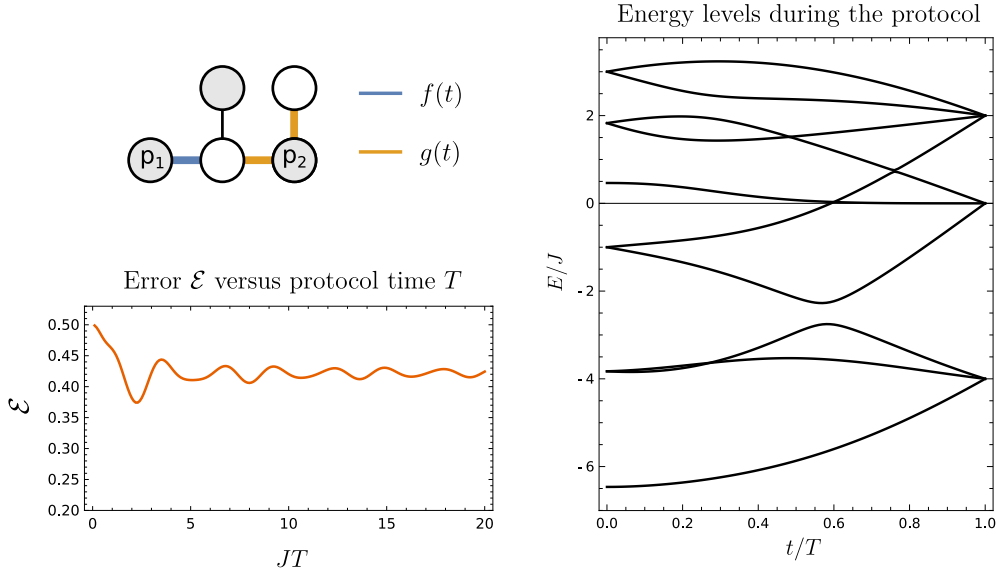 p₁
p₂
f(t)
g(t)
Error ℰ versus protocol time T
0.50
0.45
0.40
0.35
0.30
0.25
0.20
ℰ
0
5
10
15
20
JT
Energy levels during the protocol
2
0
-2
-4
-6
E/J
0.0
0.2
0.4
0.6
0.8
1.0
t/T